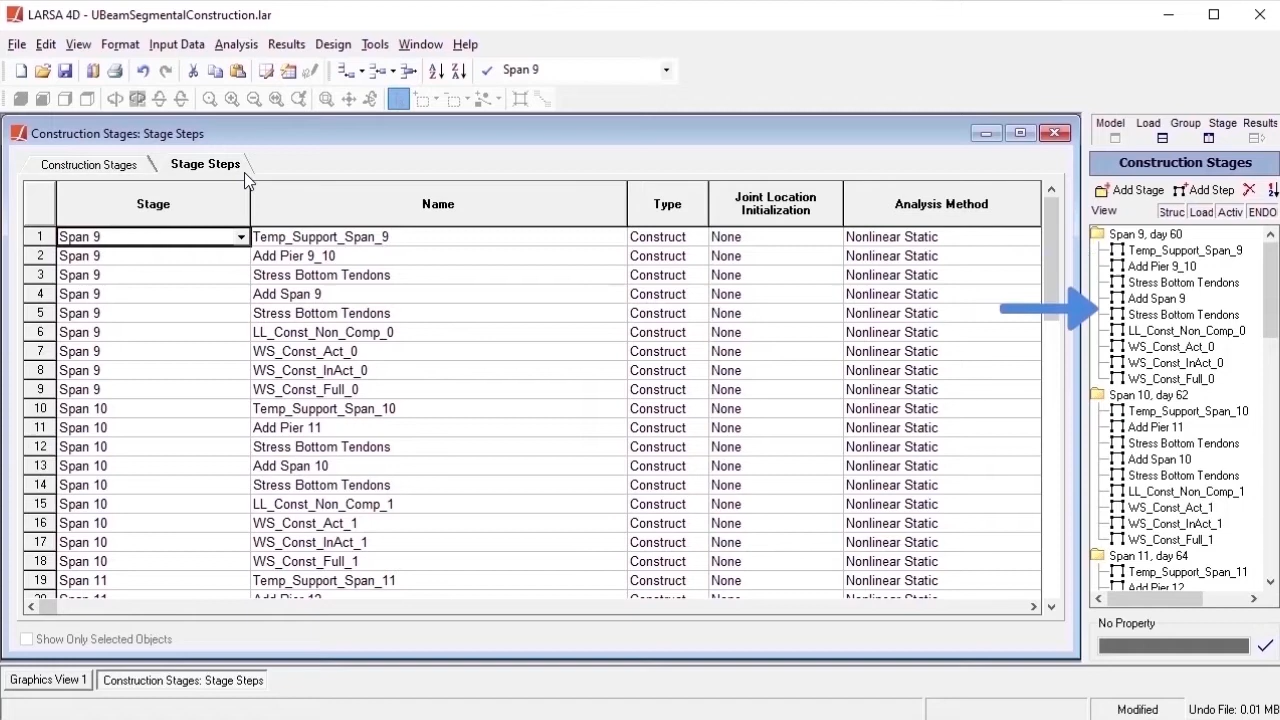 LARSA 4D - UBeamSegmentalConstruction.lar
File Edit View Format Input Data Analysis Results Design Tools Window Help
Span 9
Construction Stages: Stage Steps
Construction Stages Stage Steps
Stage Name Type Joint Location Initialization Analysis Method
1 Span 9 Temp_Support_Span_9 Construct None Nonlinear Static
2 Span 9 Add Pier 9_10 Construct None Nonlinear Static
3 Span 9 Stress Bottom Tendons Construct None Nonlinear Static
4 Span 9 Add Span 9 Construct None Nonlinear Static
5 Span 9 Stress Bottom Tendons Construct None Nonlinear Static
6 Span 9 LL_Const_Non_Comp_0 Construct None Nonlinear Static
7 Span 9 WS_Const_Act_0 Construct None Nonlinear Static
8 Span 9 WS_Const_InAct_0 Construct None Nonlinear Static
9 Span 9 WS_Const_Full_0 Construct None Nonlinear Static
10 Span 10 Temp_Support_Span_10 Construct None Nonlinear Static
11 Span 10 Add Pier 11 Construct None Nonlinear Static
12 Span 10 Stress Bottom Tendons Construct None Nonlinear Static
13 Span 10 Add Span 10 Construct None Nonlinear Static
14 Span 10 Stress Bottom Tendons Construct None Nonlinear Static
15 Span 10 LL_Const_Non_Comp_1 Construct None Nonlinear Static
16 Span 10 WS_Const_Act_1 Construct None Nonlinear Static
17 Span 10 WS_Const_InAct_1 Construct None Nonlinear Static
18 Span 10 WS_Const_Full_1 Construct None Nonlinear Static
19 Span 11 Temp_Support_Span_11 Construct None Nonlinear Static
Show Only Selected Objects
Model Load Group Stage Results
Construction Stages
Add Stage Add Step
View Struc Load Activ ENDO
Span 9, day 60
Temp_Support_Span_9
Add Pier 9_10
Stress Bottom Tendons
Add Span 9
Stress Bottom Tendons
LL_Const_Non_Comp_0
WS_Const_Act_0
WS_Const_InAct_0
WS_Const_Full_0
Span 10, day 62
Temp_Support_Span_10
Add Pier 11
Stress Bottom Tendons
Add Span 10
Stress Bottom Tendons
LL_Const_Non_Comp_1
WS_Const_Act_1
WS_Const_InAct_1
WS_Const_Full_1
Span 11, day 64
Temp_Support_Span_11
Add Pier 12
No Property
Graphics View 1 Construction Stages: Stage Steps
Modified Undo File: 0.01 MB